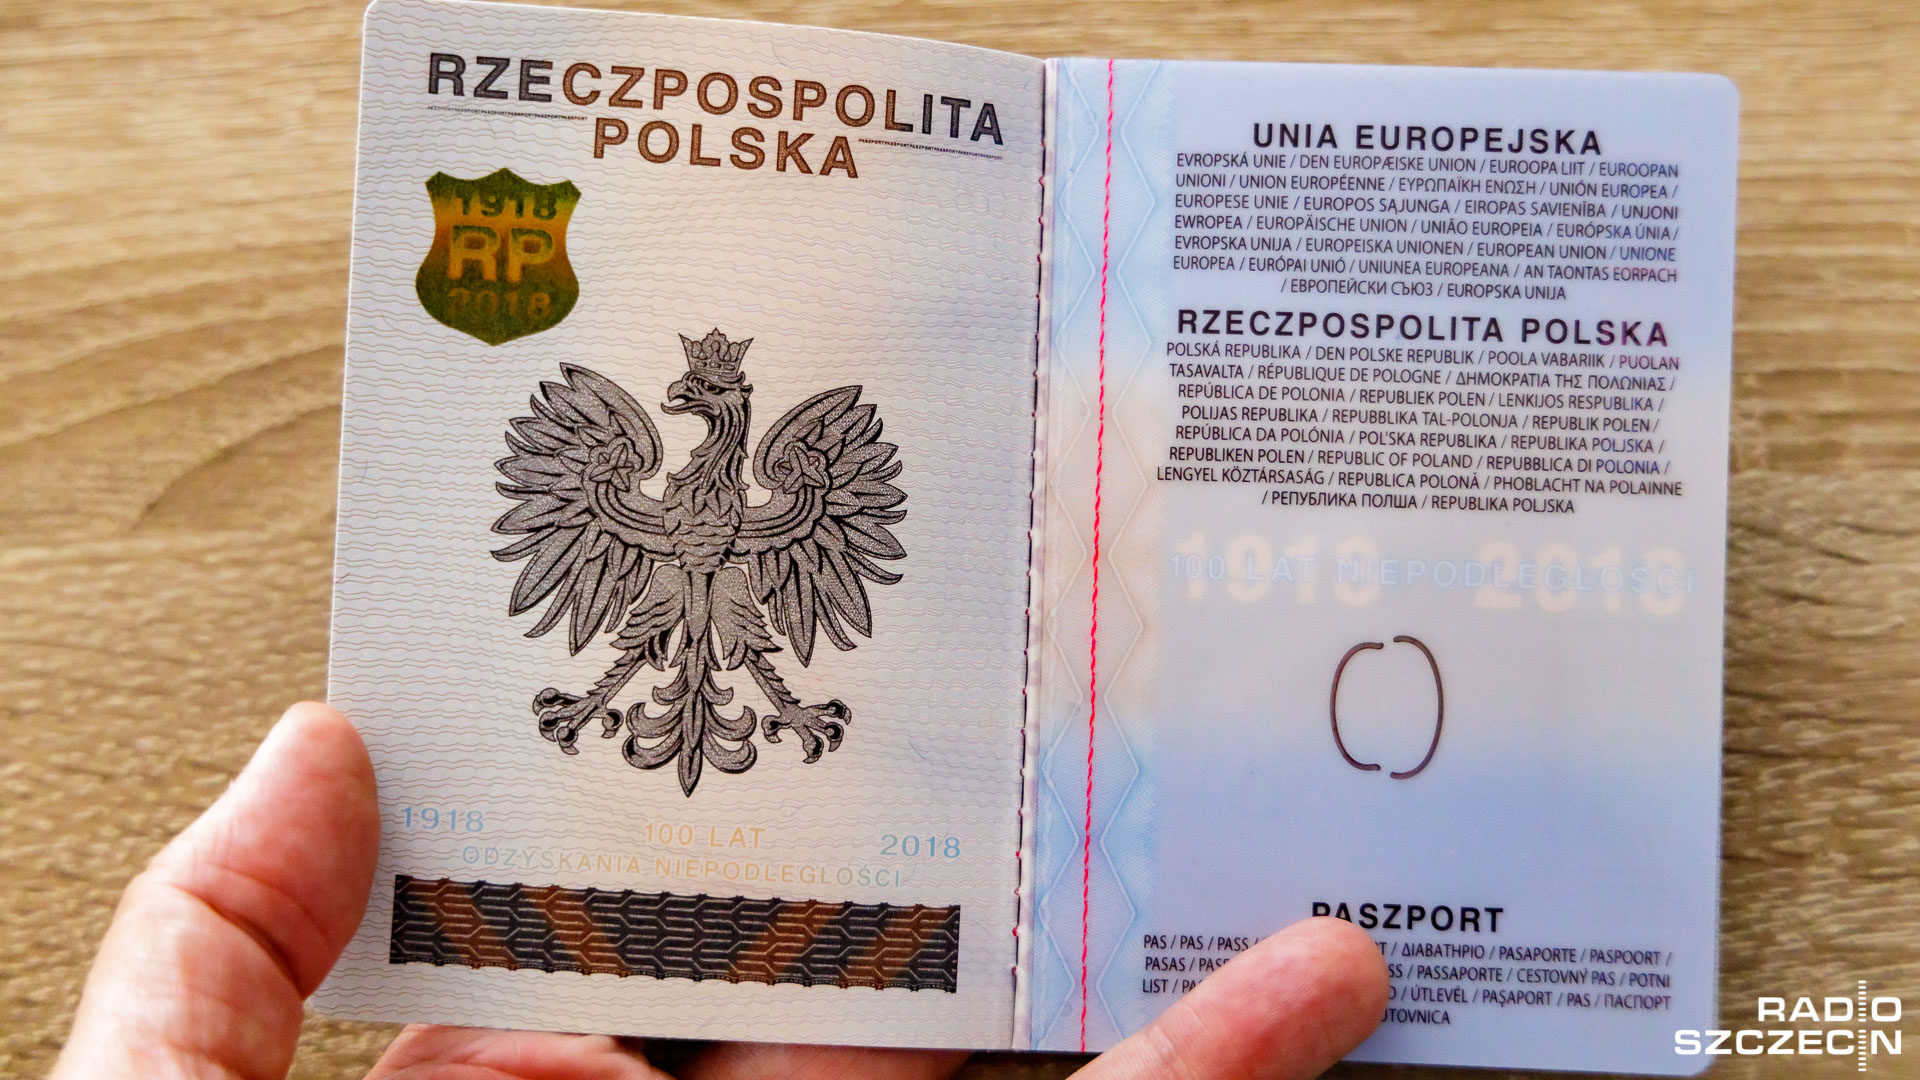 RZECZPOSPOLITA
POLSKA
1918
RP
2018
1918
100 LAT
2018
ODZYSKANIA NIEPODLEGŁOŚCI
UNIA EUROPEJSKA
EVROPSKÁ UNIE / DEN EUROPÆISKE UNION / EUROOPA LIIT / EUROOPAN
UNIONI / UNION EUROPÉENNE / ΕΥΡΩΠΑΪΚΗ ΕΝΩΣΗ / UNIÓN EUROPEA /
EUROPESE UNIE / EUROPOS SĄJUNGA / EIROPAS SAVIENĪBA / UNJONI
EWROPEA / EUROPÄISCHE UNION / UNIÃO EUROPEIA / EURÓPSKA ÚNIA /
EVROPSKA UNIJA / EUROPEISKA UNIONEN / EUROPEAN UNION / UNIONE
EUROPEA / EURÓPAI UNIÓ / UNIUNEA EUROPEANA / AN TAONTAS EORPACH
/ ЕВРОПЕЙСКИ СЪЮЗ / EUROPSKA UNIJA
RZECZPOSPOLITA POLSKA
POLSKÁ REPUBLIKA / DEN POLSKE REPUBLIK / POOLA VABARIIK / PUOLAN
TASAVALTA / RÉPUBLIQUE DE POLOGNE / ΔΗΜΟΚΡΑΤΙΑ ΤΗΣ ΠΟΛΩΝΙΑΣ /
REPÚBLICA DE POLONIA / REPUBLIEK POLEN / LENKIJOS RESPUBLIKA /
POLIJAS REPUBLIKA / REPUBBLIKA TAL-POLONJA / REPUBLIK POLEN /
REPÚBLICA DA POLÓNIA / POĽSKA REPUBLIKA / REPUBLIKA POLJSKA /
REPUBLIKEN POLEN / REPUBLIC OF POLAND / REPUBBLICA DI POLONIA /
LENGYEL KÖZTÁRSASÁG / REPUBLICA POLONĂ / PHOBLACHT NA POLAINNE
/ РЕПУБЛИКА ПОЛША / REPUBLIKA POLJSKA
1918 2018
100 LAT NIEPODLEGŁOŚCI
PASZPORT
PAS / PAS / PASS / ΔΙΑΒΑΤΗΡΙΟ / PASAPORTE / PASPOORT /
PASAS / PASSAPORTE / CESTOVNÝ PAS / POTNI
LIST / ÚTLEVÉL / PAŞAPORT / PAS / ПАСПОРТ
RADIO
SZCZECIN